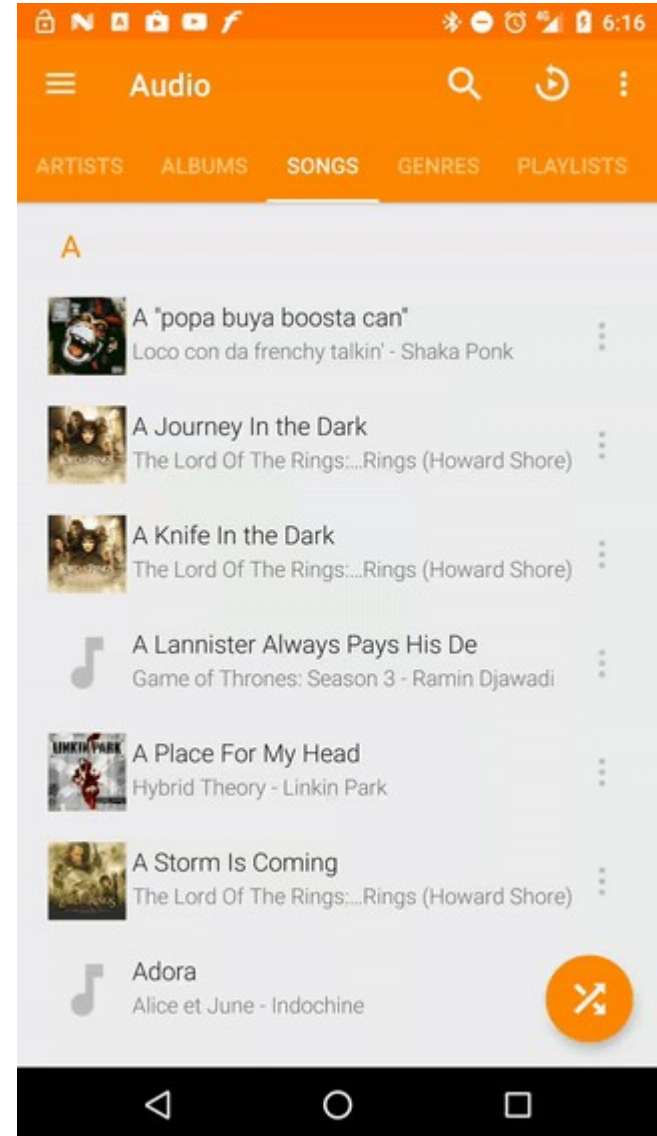 6:16
Audio
ARTISTS ALBUMS SONGS GENRES PLAYLISTS
A
A "popa buya boosta can"
Loco con da frenchy talkin' - Shaka Ponk
A Journey In the Dark
The Lord Of The Rings:...Rings (Howard Shore)
A Knife In the Dark
The Lord Of The Rings:...Rings (Howard Shore)
A Lannister Always Pays His De
Game of Thrones: Season 3 - Ramin Djawadi
LINKIN PARK
A Place For My Head
Hybrid Theory - Linkin Park
A Storm Is Coming
The Lord Of The Rings:...Rings (Howard Shore)
Adora
Alice et June - Indochine